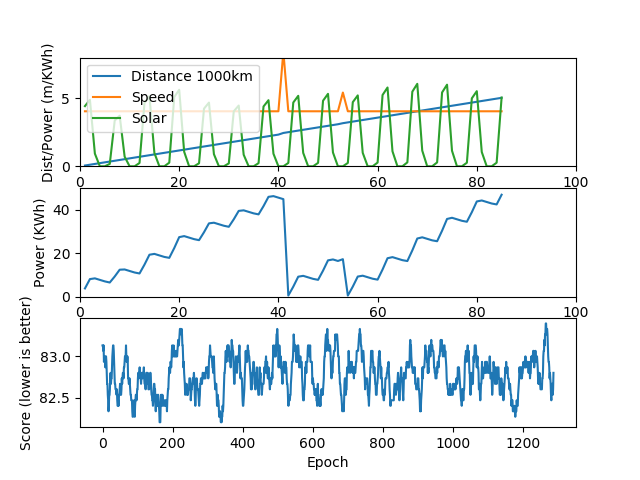 Dist/Power (m/KWh)
5
0
Distance 1000km
Speed
Solar
0 20 40 60 80 100
Power (KWh)
40
20
0
0 20 40 60 80 100
Score (lower is better)
83.0
82.5
0 200 400 600 800 1000 1200
Epoch